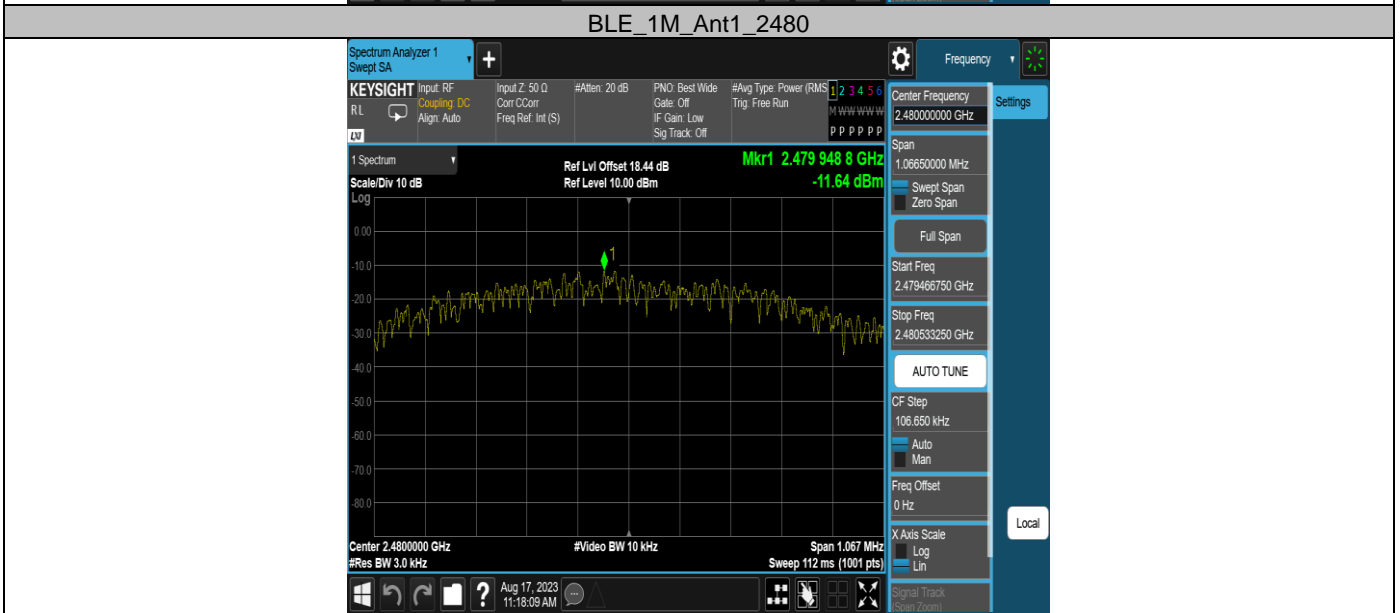 BLE_1M_Ant1_2480
Spectrum Analyzer 1
Swept SA
Frequency
KEYSIGHT
RL
LXI
Input: RF
Coupling: DC
Align: Auto
Input Z: 50 Ω
Corr CCorr
Freq Ref: Int (S)
#Atten: 20 dB
PNO: Best Wide
Gate: Off
IF Gain: Low
Sig Track: Off
#Avg Type: Power (RMS
Trig: Free Run
1 2 3 4 5 6
M W W W W W
P P P P P P
Center Frequency
2.480000000 GHz
Settings
1 Spectrum
Ref Lvl Offset 18.44 dB
Mkr1 2.479 948 8 GHz
Scale/Div 10 dB
Ref Level 10.00 dBm
-11.64 dBm
Log
0.00
-10.0
-20.0
-30.0
-40.0
-50.0
-60.0
-70.0
-80.0
1
Center 2.4800000 GHz
#Video BW 10 kHz
Span 1.067 MHz
#Res BW 3.0 kHz
Sweep 112 ms (1001 pts)
Span
1.06650000 MHz
Swept Span
Zero Span
Full Span
Start Freq
2.479466750 GHz
Stop Freq
2.480533250 GHz
AUTO TUNE
CF Step
106.650 kHz
Auto
Man
Freq Offset
0 Hz
X Axis Scale
Log
Lin
Local
Signal Track
(Span Zoom)
?
Aug 17, 2023
11:18:09 AM